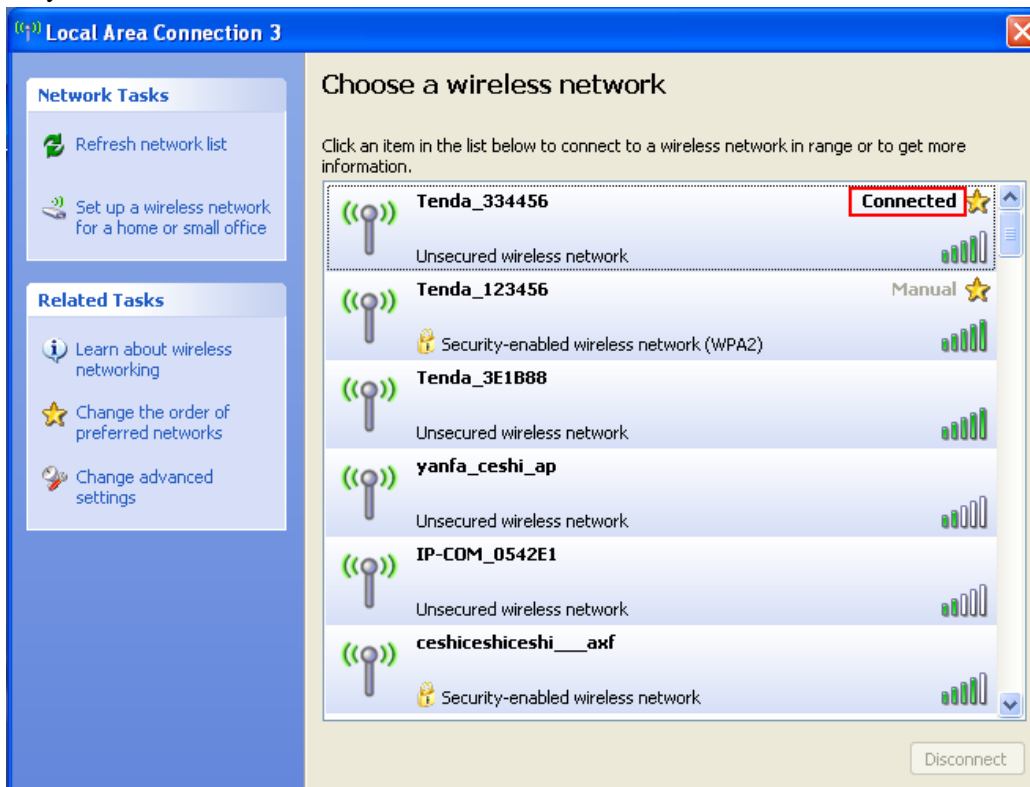 Local Area Connection 3
Network Tasks
Refresh network list
Set up a wireless network
for a home or small office
Related Tasks
Learn about wireless
networking
Change the order of
preferred networks
Change advanced
settings
Choose a wireless network
Click an item in the list below to connect to a wireless network in range or to get more
information.
Tenda_334456 Connected
Unsecured wireless network
Tenda_123456 Manual
Security-enabled wireless network (WPA2)
Tenda_3E1B88
Unsecured wireless network
yanfa_ceshi_ap
Unsecured wireless network
IP-COM_0542E1
Unsecured wireless network
ceshiceshiceshi___axf
Security-enabled wireless network
Disconnect